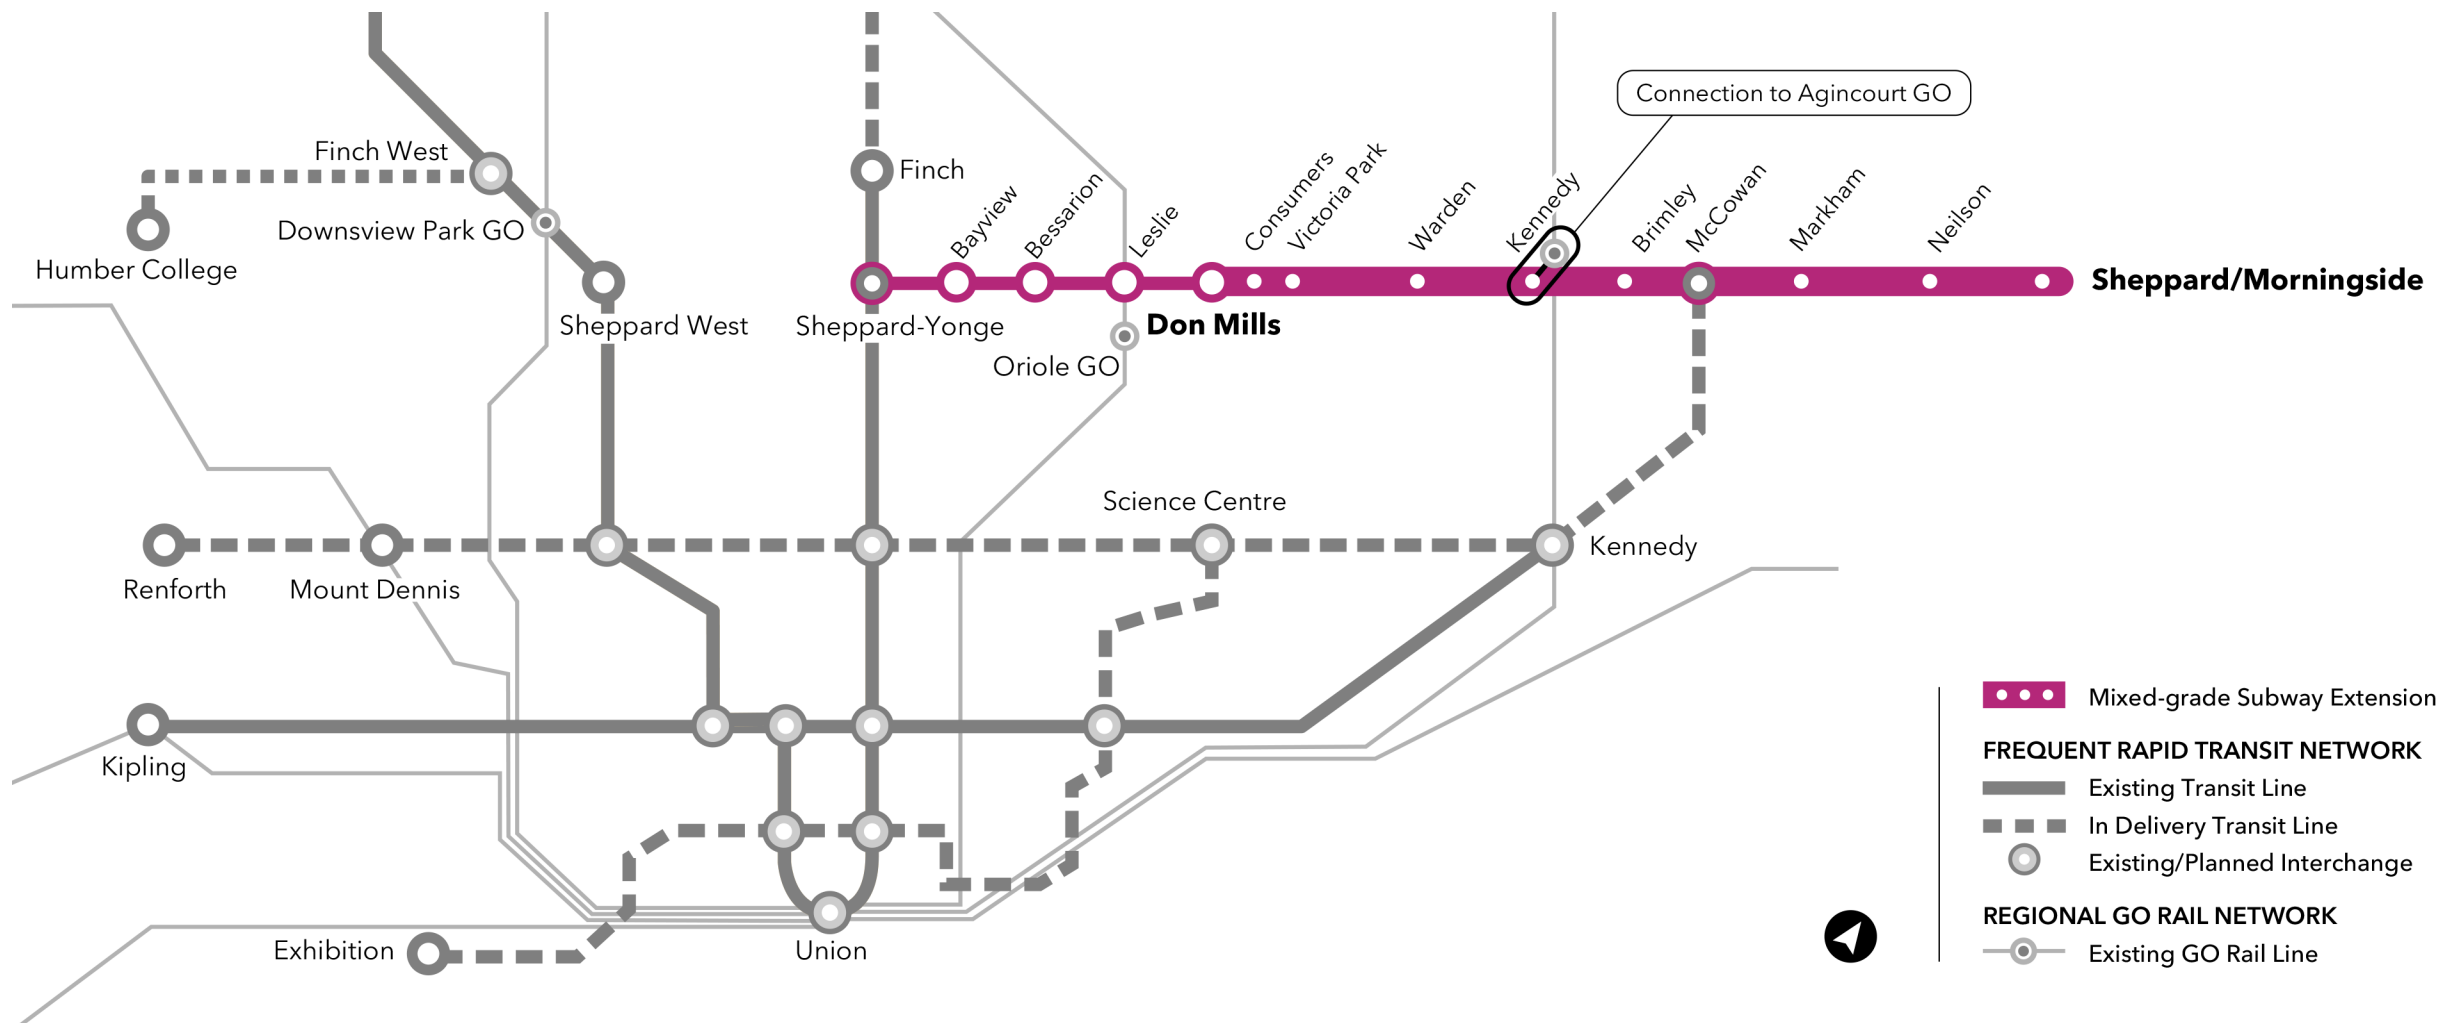 Connection to Agincourt GO
Finch West
Finch
Humber College
Downsview Park GO
Bayview
Bessarion
Leslie
Consumers
Victoria Park
Warden
Kennedy
Brimley
McCowan
Markham
Neilson
Sheppard/Morningside
Sheppard West
Sheppard-Yonge
Don Mills
Oriole GO
Science Centre
Renforth
Mount Dennis
Kennedy
Kipling
Exhibition
Union
Mixed-grade Subway Extension
FREQUENT RAPID TRANSIT NETWORK
Existing Transit Line
In Delivery Transit Line
Existing/Planned Interchange
REGIONAL GO RAIL NETWORK
Existing GO Rail Line